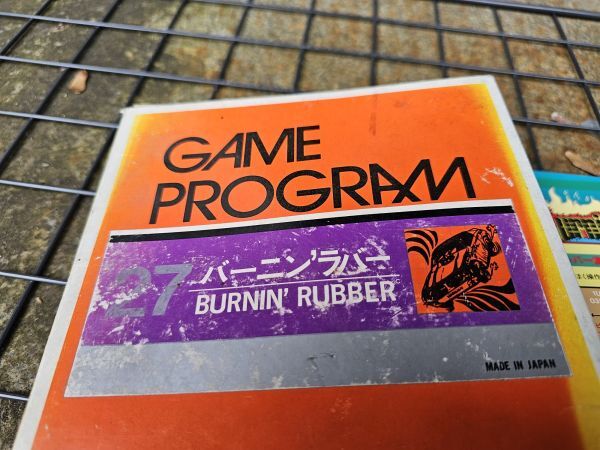 GAME
PROGRAM
27 バーニン'ラバー
BURNIN' RUBBER
MADE IN JAPAN